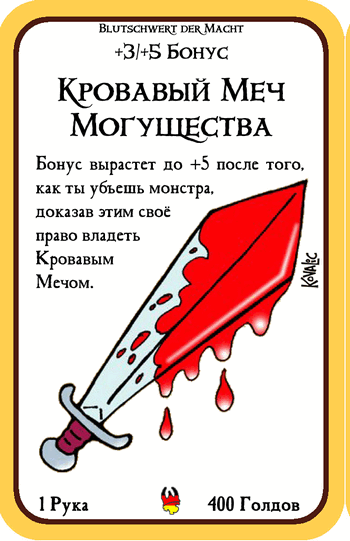 Blutschwert der Macht
+3/+5 Бонус
Кровавый Меч
Могущества
Бонус вырастет до +5 после того,
как ты убьешь монстра,
доказав этим своё
право владеть
Кровавым
Мечом.
Kovalic
1 Рука
400 Голдов